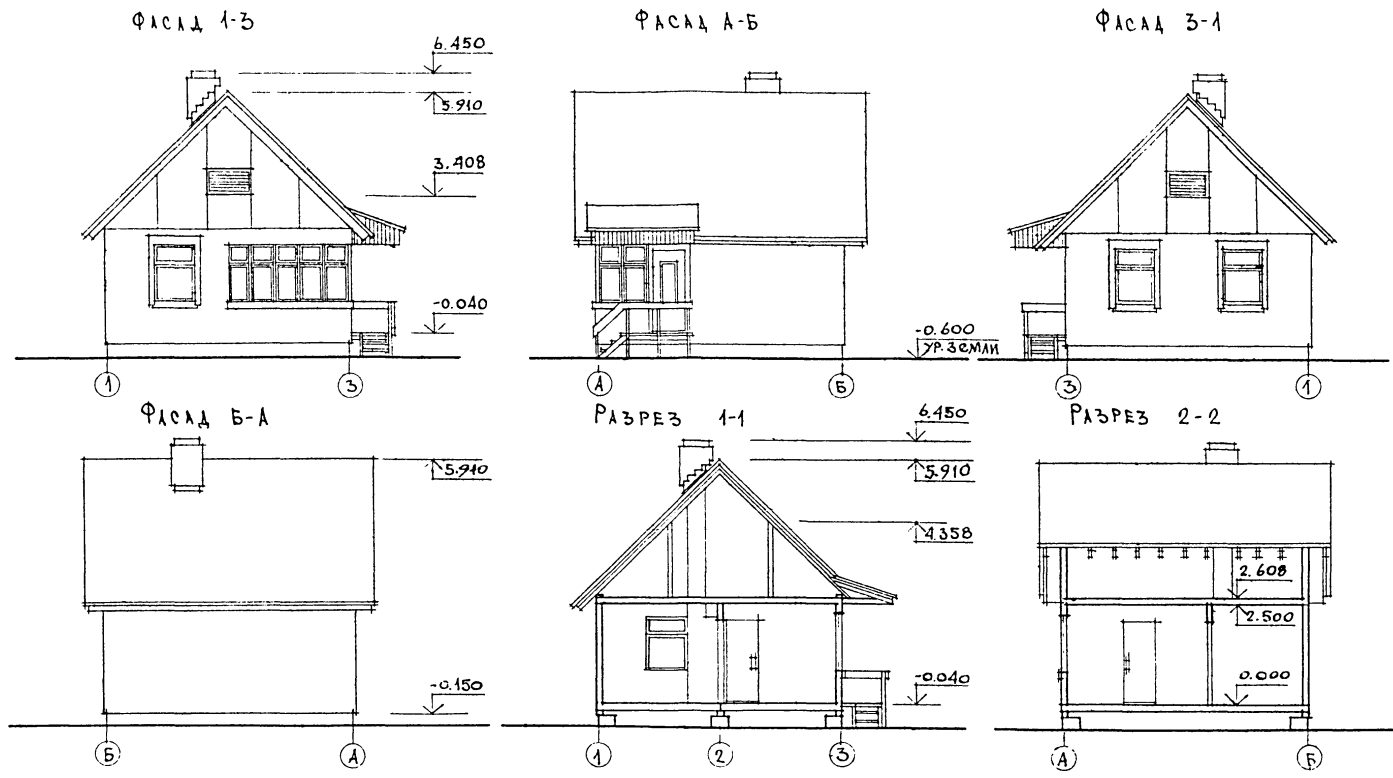 Фасад 1-3
6.450
5.910
3.408
-0.040
1
3
Фасад А-Б
-0.600
ур. земли
А
Б
Фасад 3-1
3
1
Фасад Б-А
5.910
-0.150
Б
А
Разрез 1-1
6.450
5.910
4.358
-0.040
1
2
3
Разрез 2-2
2.608
2.500
0.000
А
Б